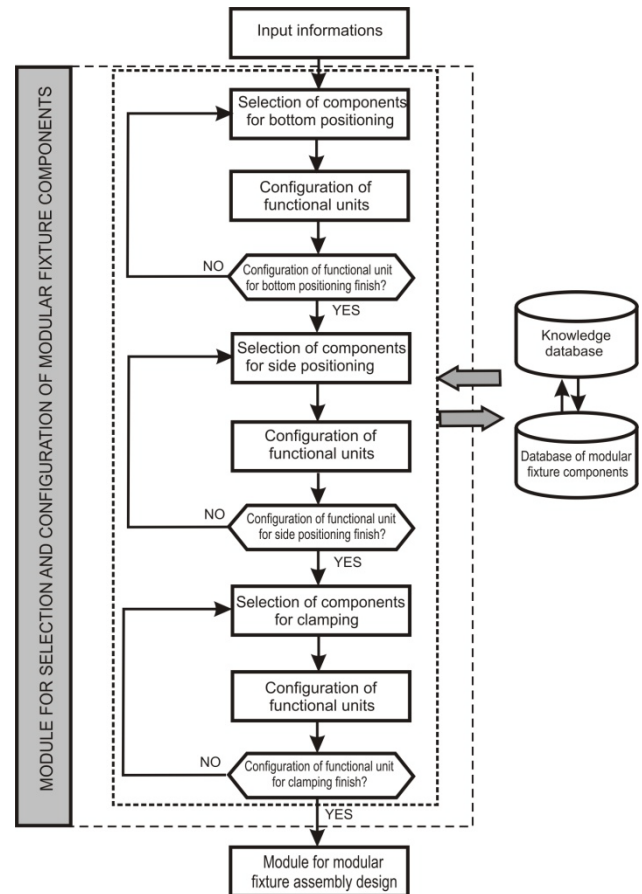 Input informations
MODULE FOR SELECTION AND CONFIGURATION OF MODULAR FIXTURE COMPONENTS
Selection of components
for bottom positioning
Configuration of
functional units
NO
Configuration of functional unit
for bottom positioning finish?
YES
Selection of components
for side positioning
Configuration of
functional units
NO
Configuration of functional unit
for side positioning finish?
YES
Selection of components
for clamping
Configuration of
functional units
NO
Configuration of functional unit
for clamping finish?
YES
Module for modular
fixture assembly design
Knowledge
database
Database of modular
fixture components